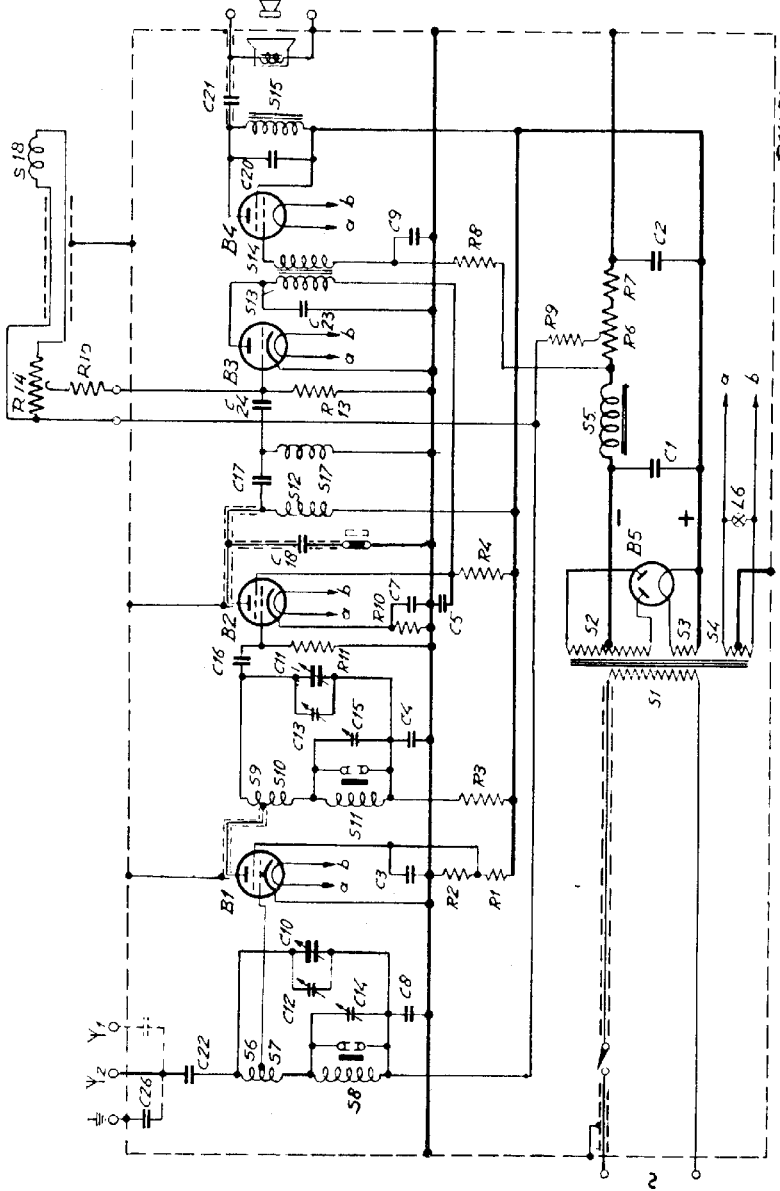 S18
R14
R15
C21
S15
C20
B4
a
b
S14
C9
R8
S13
C23
B3
a
b
C24
R13
C17
S12
S17
C18
B2
a
b
R10
C7
C5
R4
C16
C11
R11
C13
C15
C4
S9
S10
S11
R3
B1
a
b
C3
R2
R1
C10
C12
C14
C8
S6
S7
S8
C22
C26
Y1
Y2
R9
R7
R6
C2
S5
C1
a
b
L6
B5
−
+
S2
S3
S4
S1